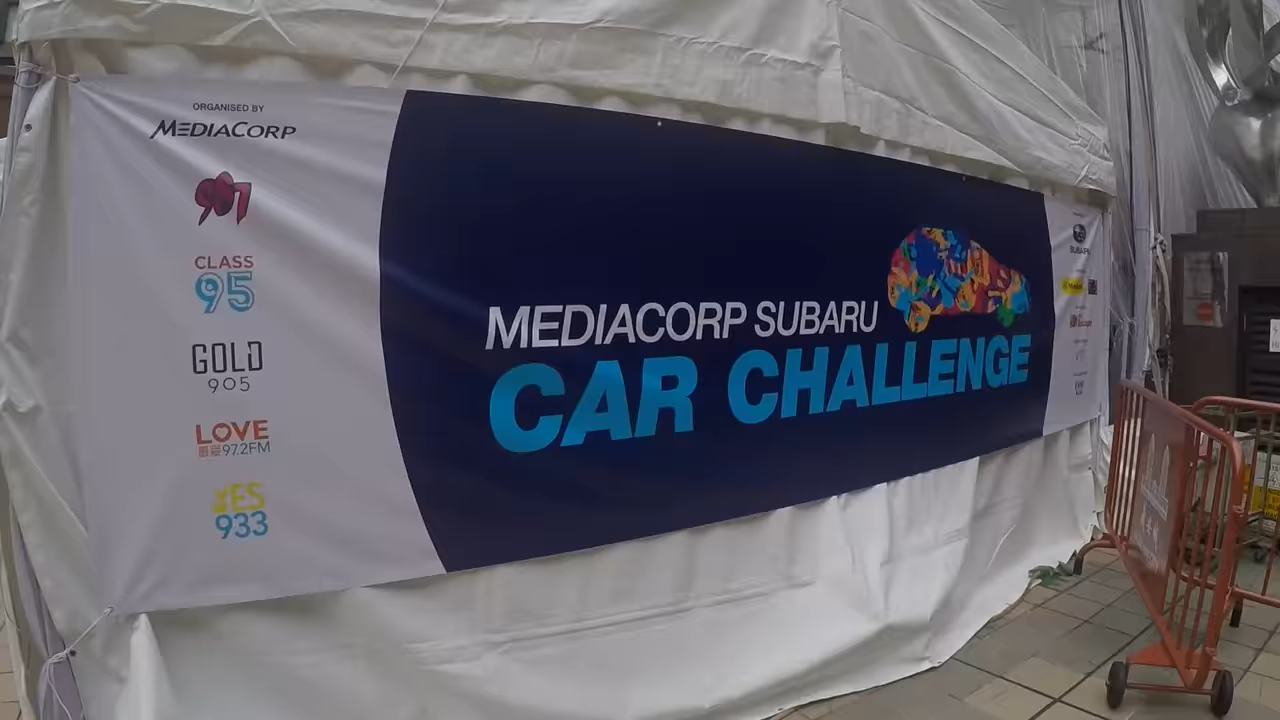 ORGANISED BY
MEDIACORP
987
CLASS
95
GOLD
905
LOVE
97.2FM
YES
933
MEDIACORP SUBARU
CAR CHALLENGE
SUBARU